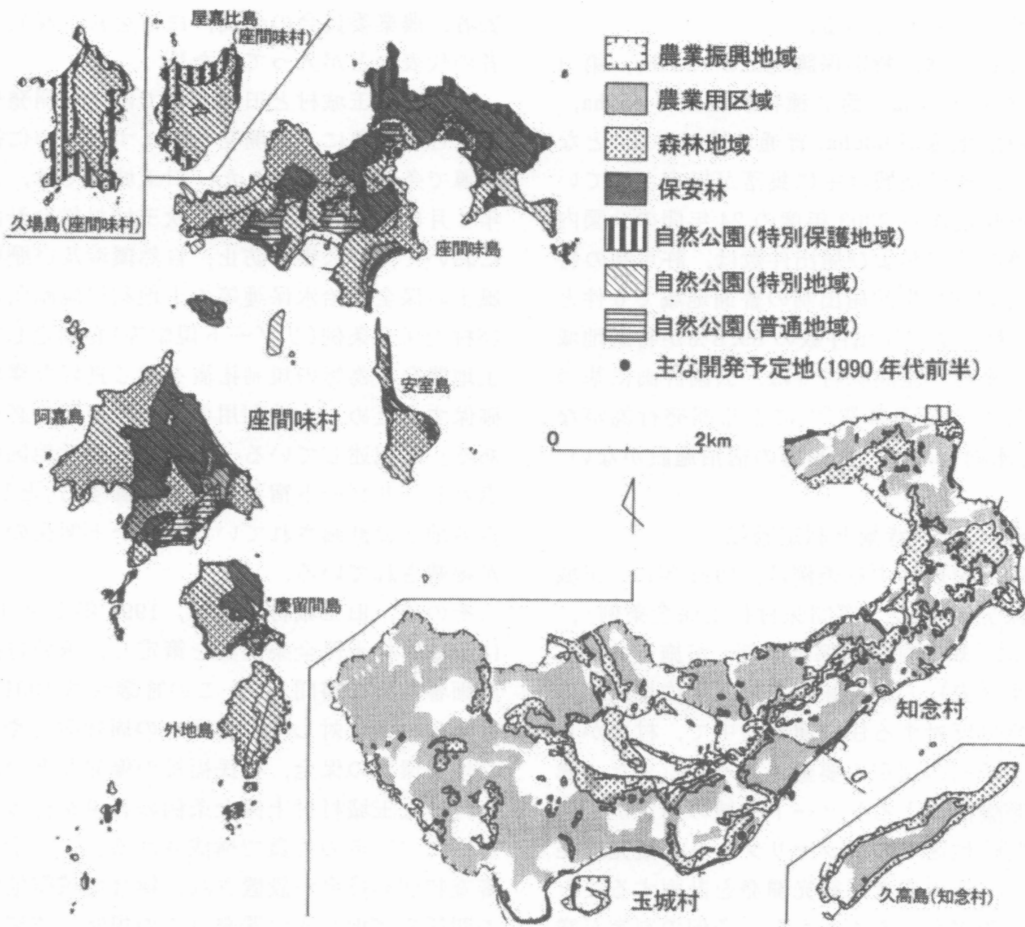 屋嘉比島
(座間味村)
久場島(座間味村)
農業振興地域
農業用区域
森林地域
保安林
自然公園(特別保護地域)
自然公園(特別地域)
自然公園(普通地域)
主な開発予定地(1990年代前半)
座間味島
安室島
阿嘉島
座間味村
0 2km
慶留間島
外地島
知念村
玉城村
久高島(知念村)